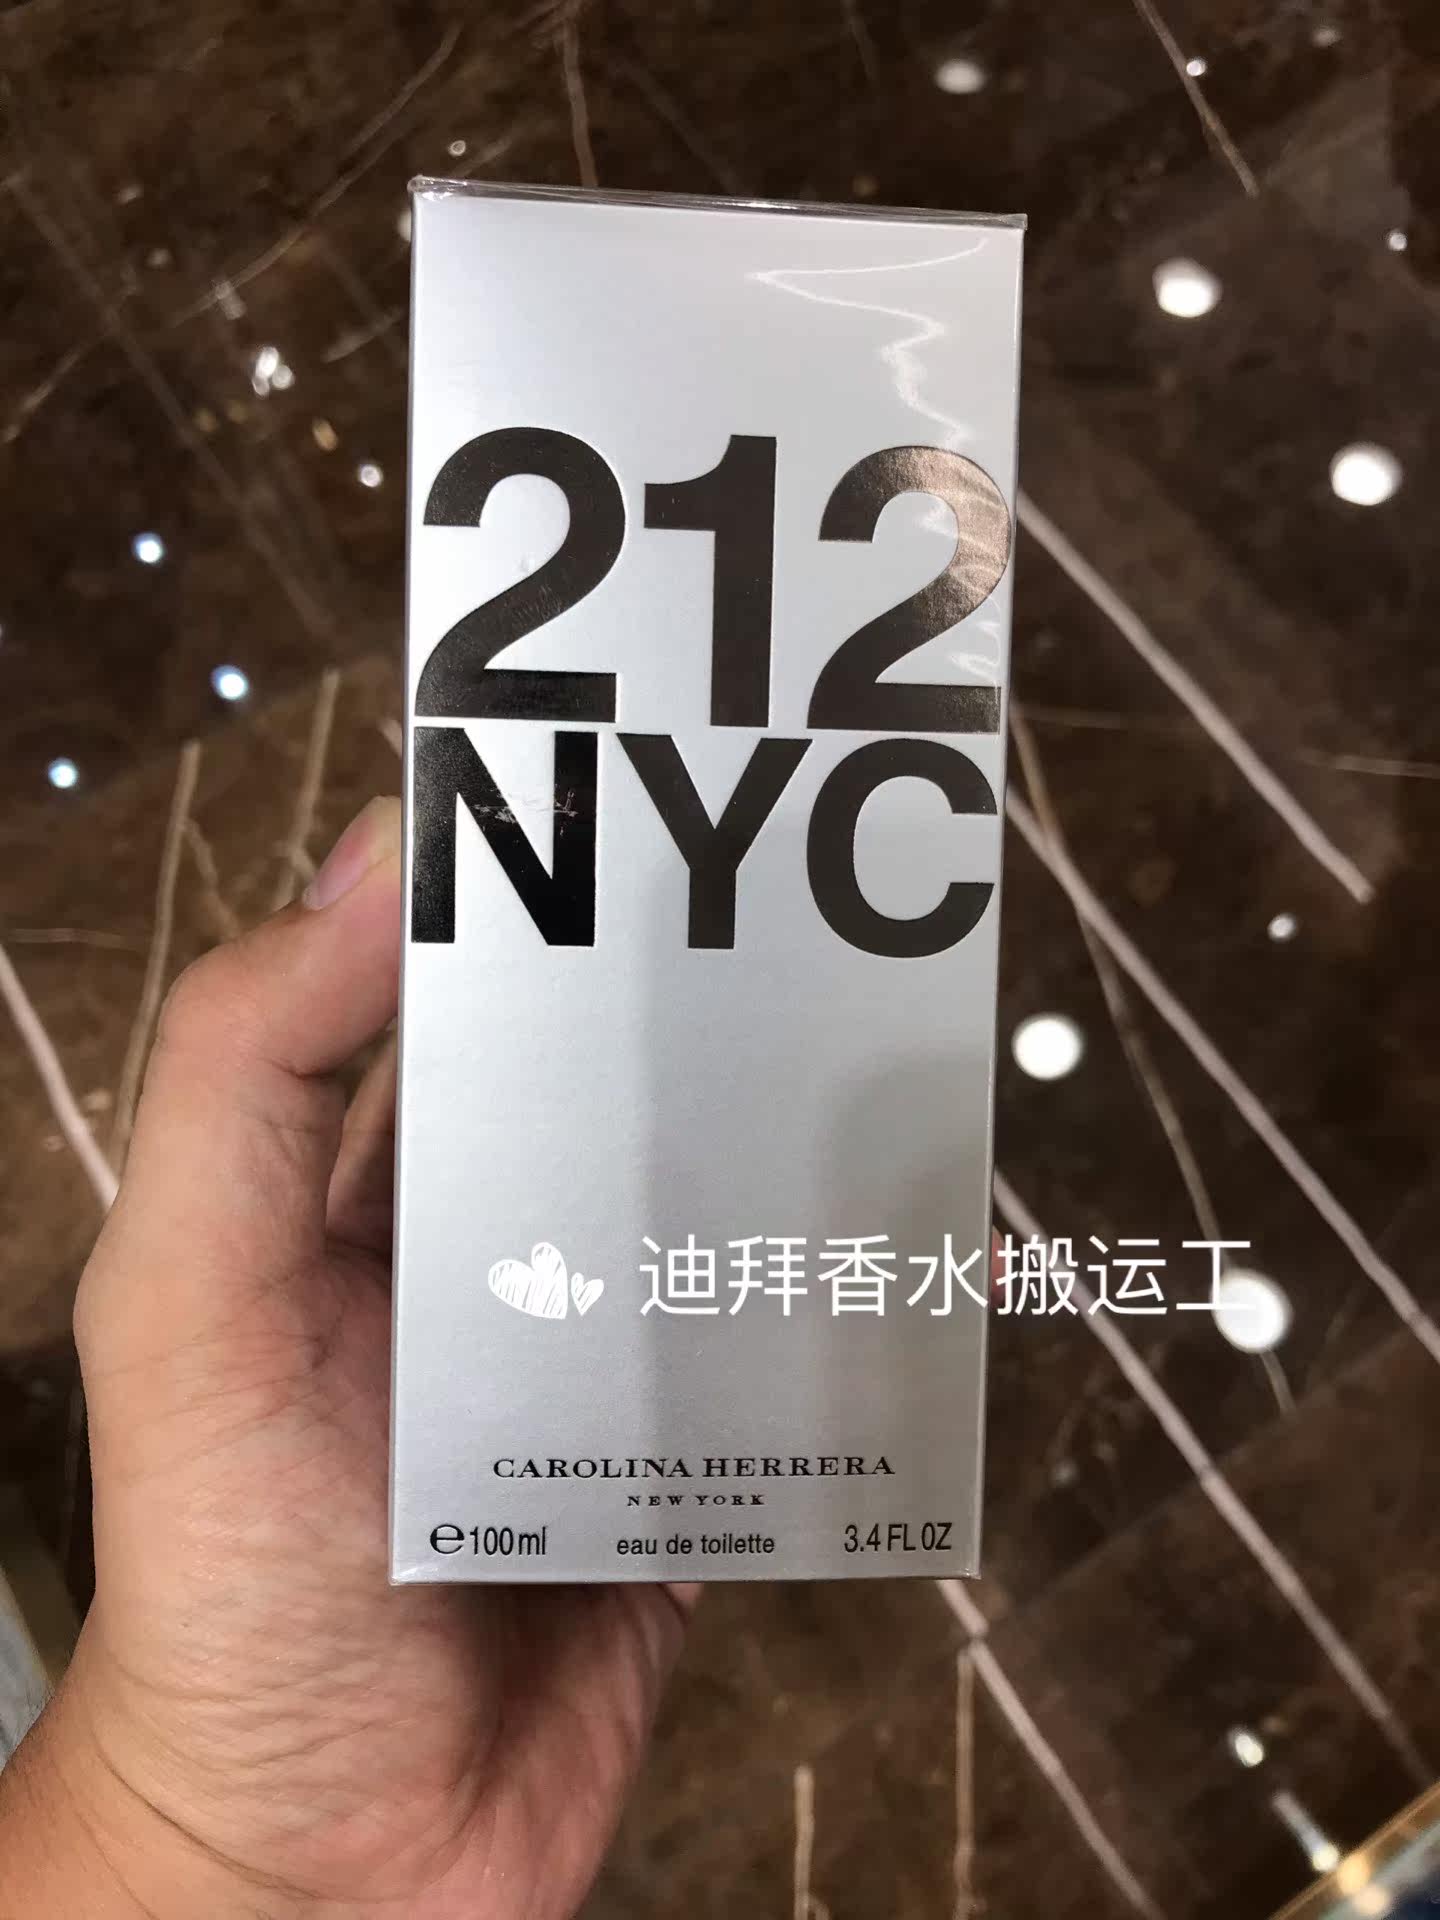 212
NYC
迪拜香水搬运工
CAROLINA HERRERA
NEW YORK
℮100ml eau de toilette 3.4 FL OZ